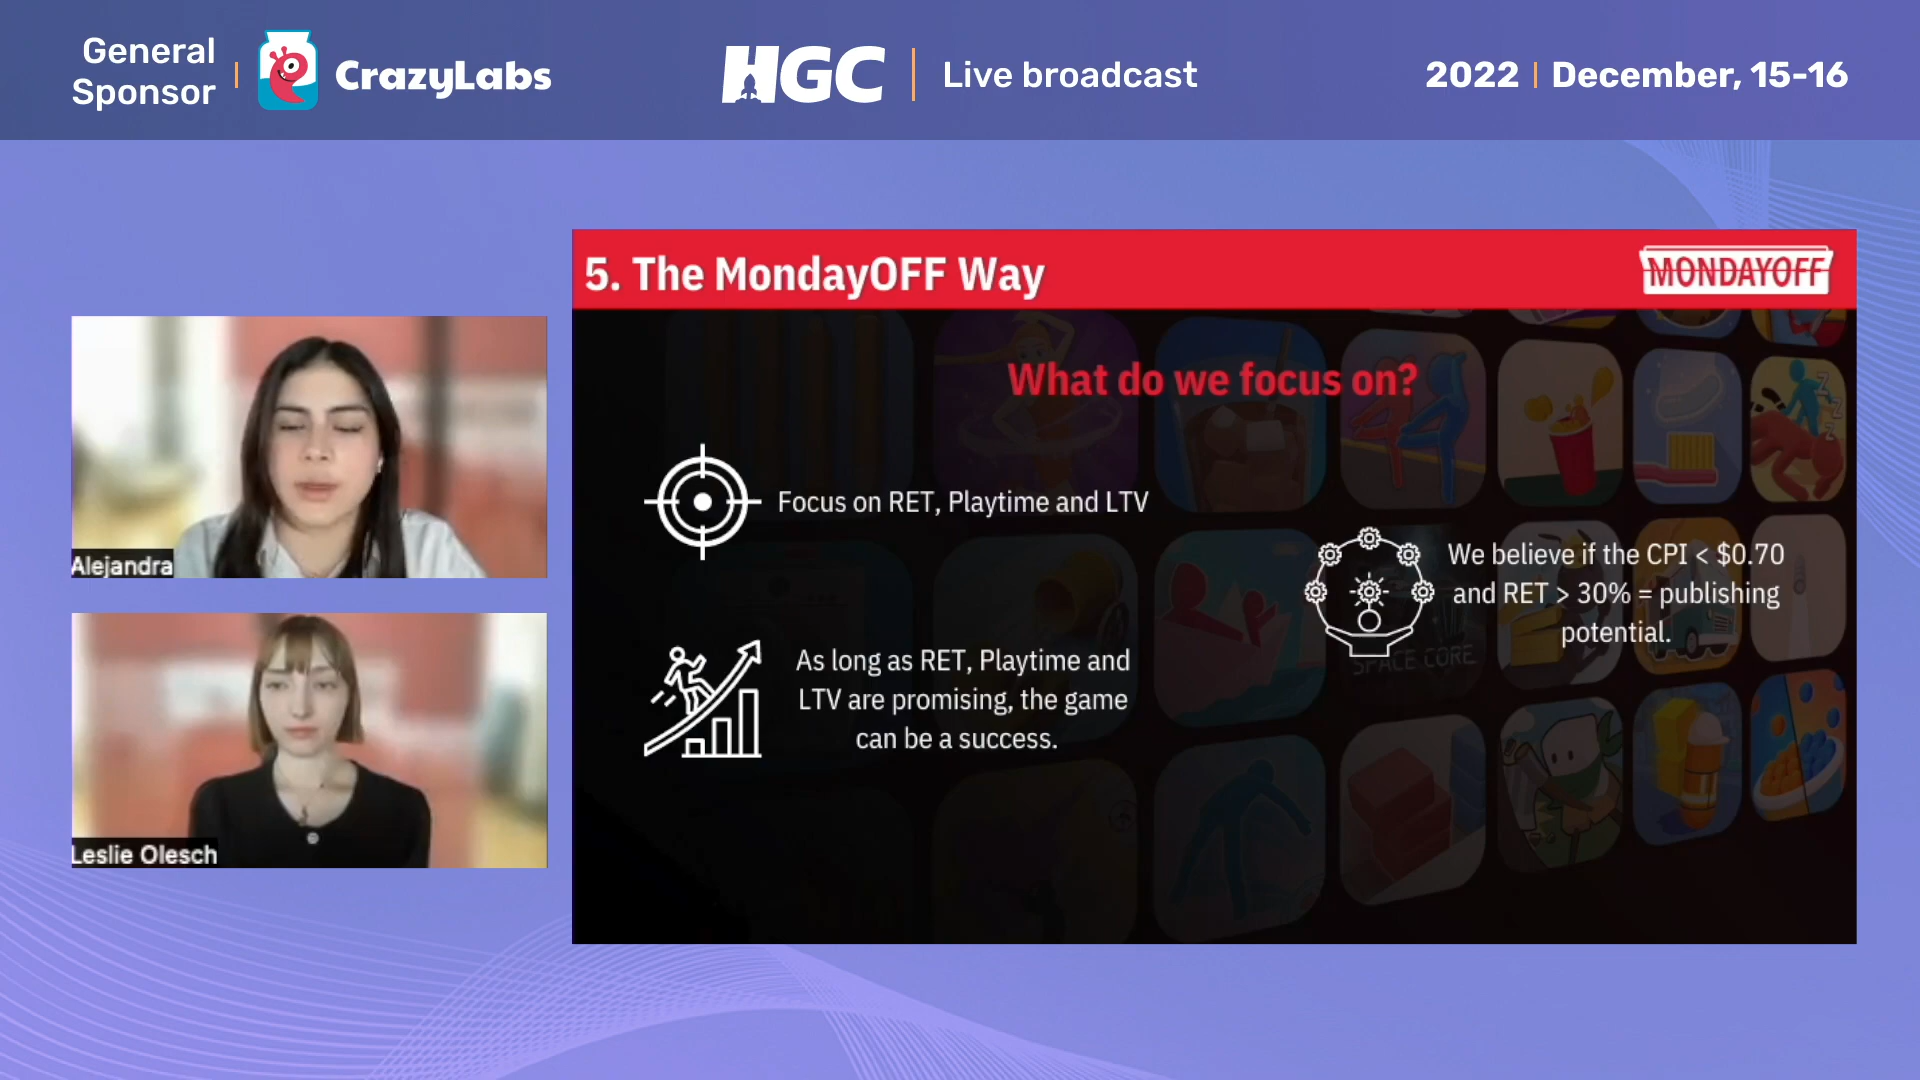 General
Sponsor
CrazyLabs
HGC
Live broadcast
2022
December, 15-16
5. The MondayOFF Way
MONDAYOFF
What do we focus on?
Focus on RET, Playtime and LTV
As long as RET, Playtime and
LTV are promising, the game
can be a success.
We believe if the CPI < $0.70
and RET > 30% = publishing
potential.
SPACE CORE
Z
Z
Z
Alejandra
Leslie Olesch